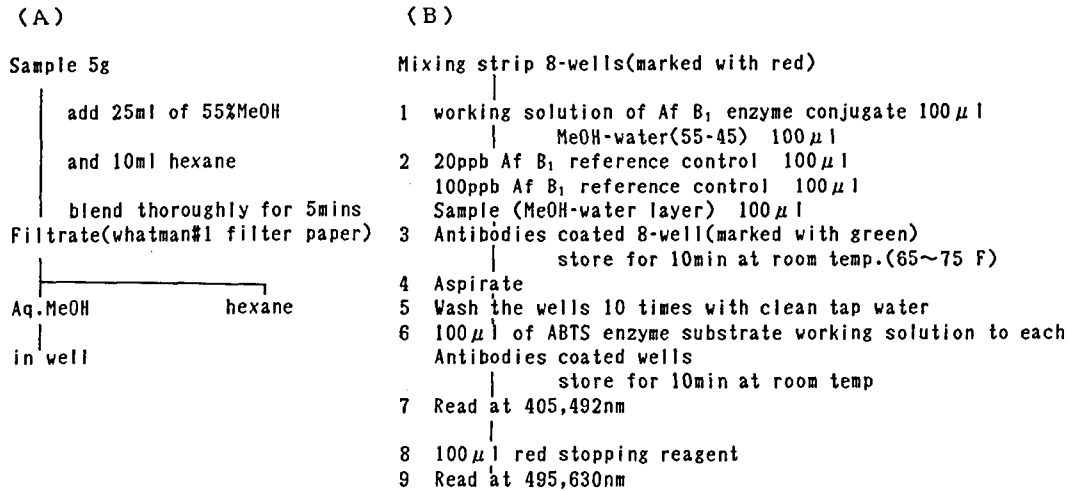 (A)
Sample 5g
add 25ml of 55%MeOH
and 10ml hexane
blend thoroughly for 5mins
Filtrate(whatman#1 filter paper)
Aq.MeOH hexane
in well
(B)
Mixing strip 8-wells(marked with red)
1 working solution of Af B₁ enzyme conjugate 100μl
MeOH-water(55-45) 100μl
2 20ppb Af B₁ reference control 100μl
100ppb Af B₁ reference control 100μl
Sample (MeOH-water layer) 100μl
3 Antibodies coated 8-well(marked with green)
store for 10min at room temp.(65~75 F)
4 Aspirate
5 Wash the wells 10 times with clean tap water
6 100μl of ABTS enzyme substrate working solution to each
Antibodies coated wells
store for 10min at room temp
7 Read at 405,492nm
8 100μl red stopping reagent
9 Read at 495,630nm